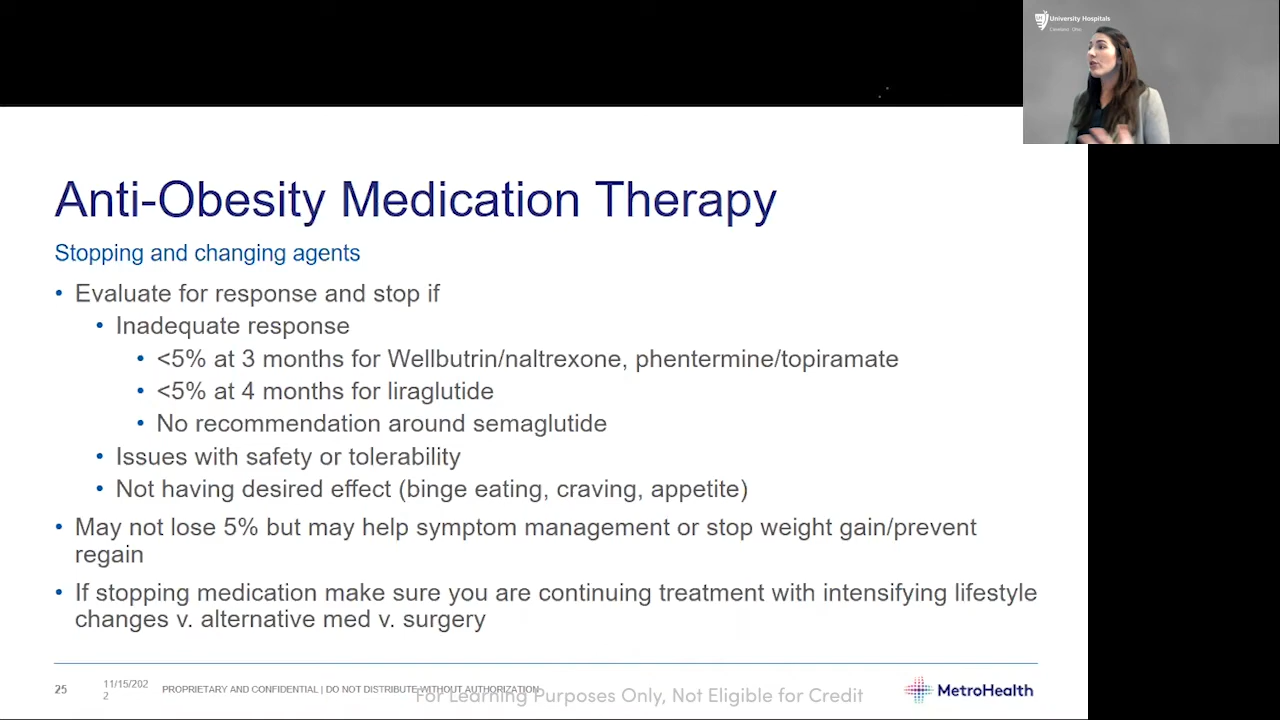 University Hospitals
Cleveland Ohio
Anti-Obesity Medication Therapy
Stopping and changing agents
• Evaluate for response and stop if
• Inadequate response
• <5% at 3 months for Wellbutrin/naltrexone, phentermine/topiramate
• <5% at 4 months for liraglutide
• No recommendation around semaglutide
• Issues with safety or tolerability
• Not having desired effect (binge eating, craving, appetite)
• May not lose 5% but may help symptom management or stop weight gain/prevent
regain
• If stopping medication make sure you are continuing treatment with intensifying lifestyle
changes v. alternative med v. surgery
25
11/15/202
2
PROPRIETARY AND CONFIDENTIAL | DO NOT DISTRIBUTE WITHOUT AUTHORIZATION
For Learning Purposes Only, Not Eligible for Credit
MetroHealth